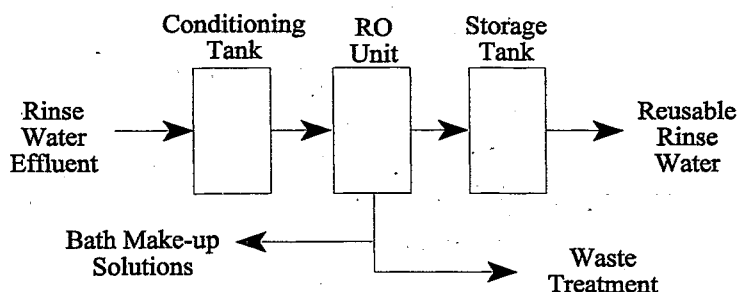 Conditioning
Tank
RO
Unit
Storage
Tank
Rinse
Water
Effluent
Reusable
Rinse
Water
Bath Make-up
Solutions
Waste
Treatment